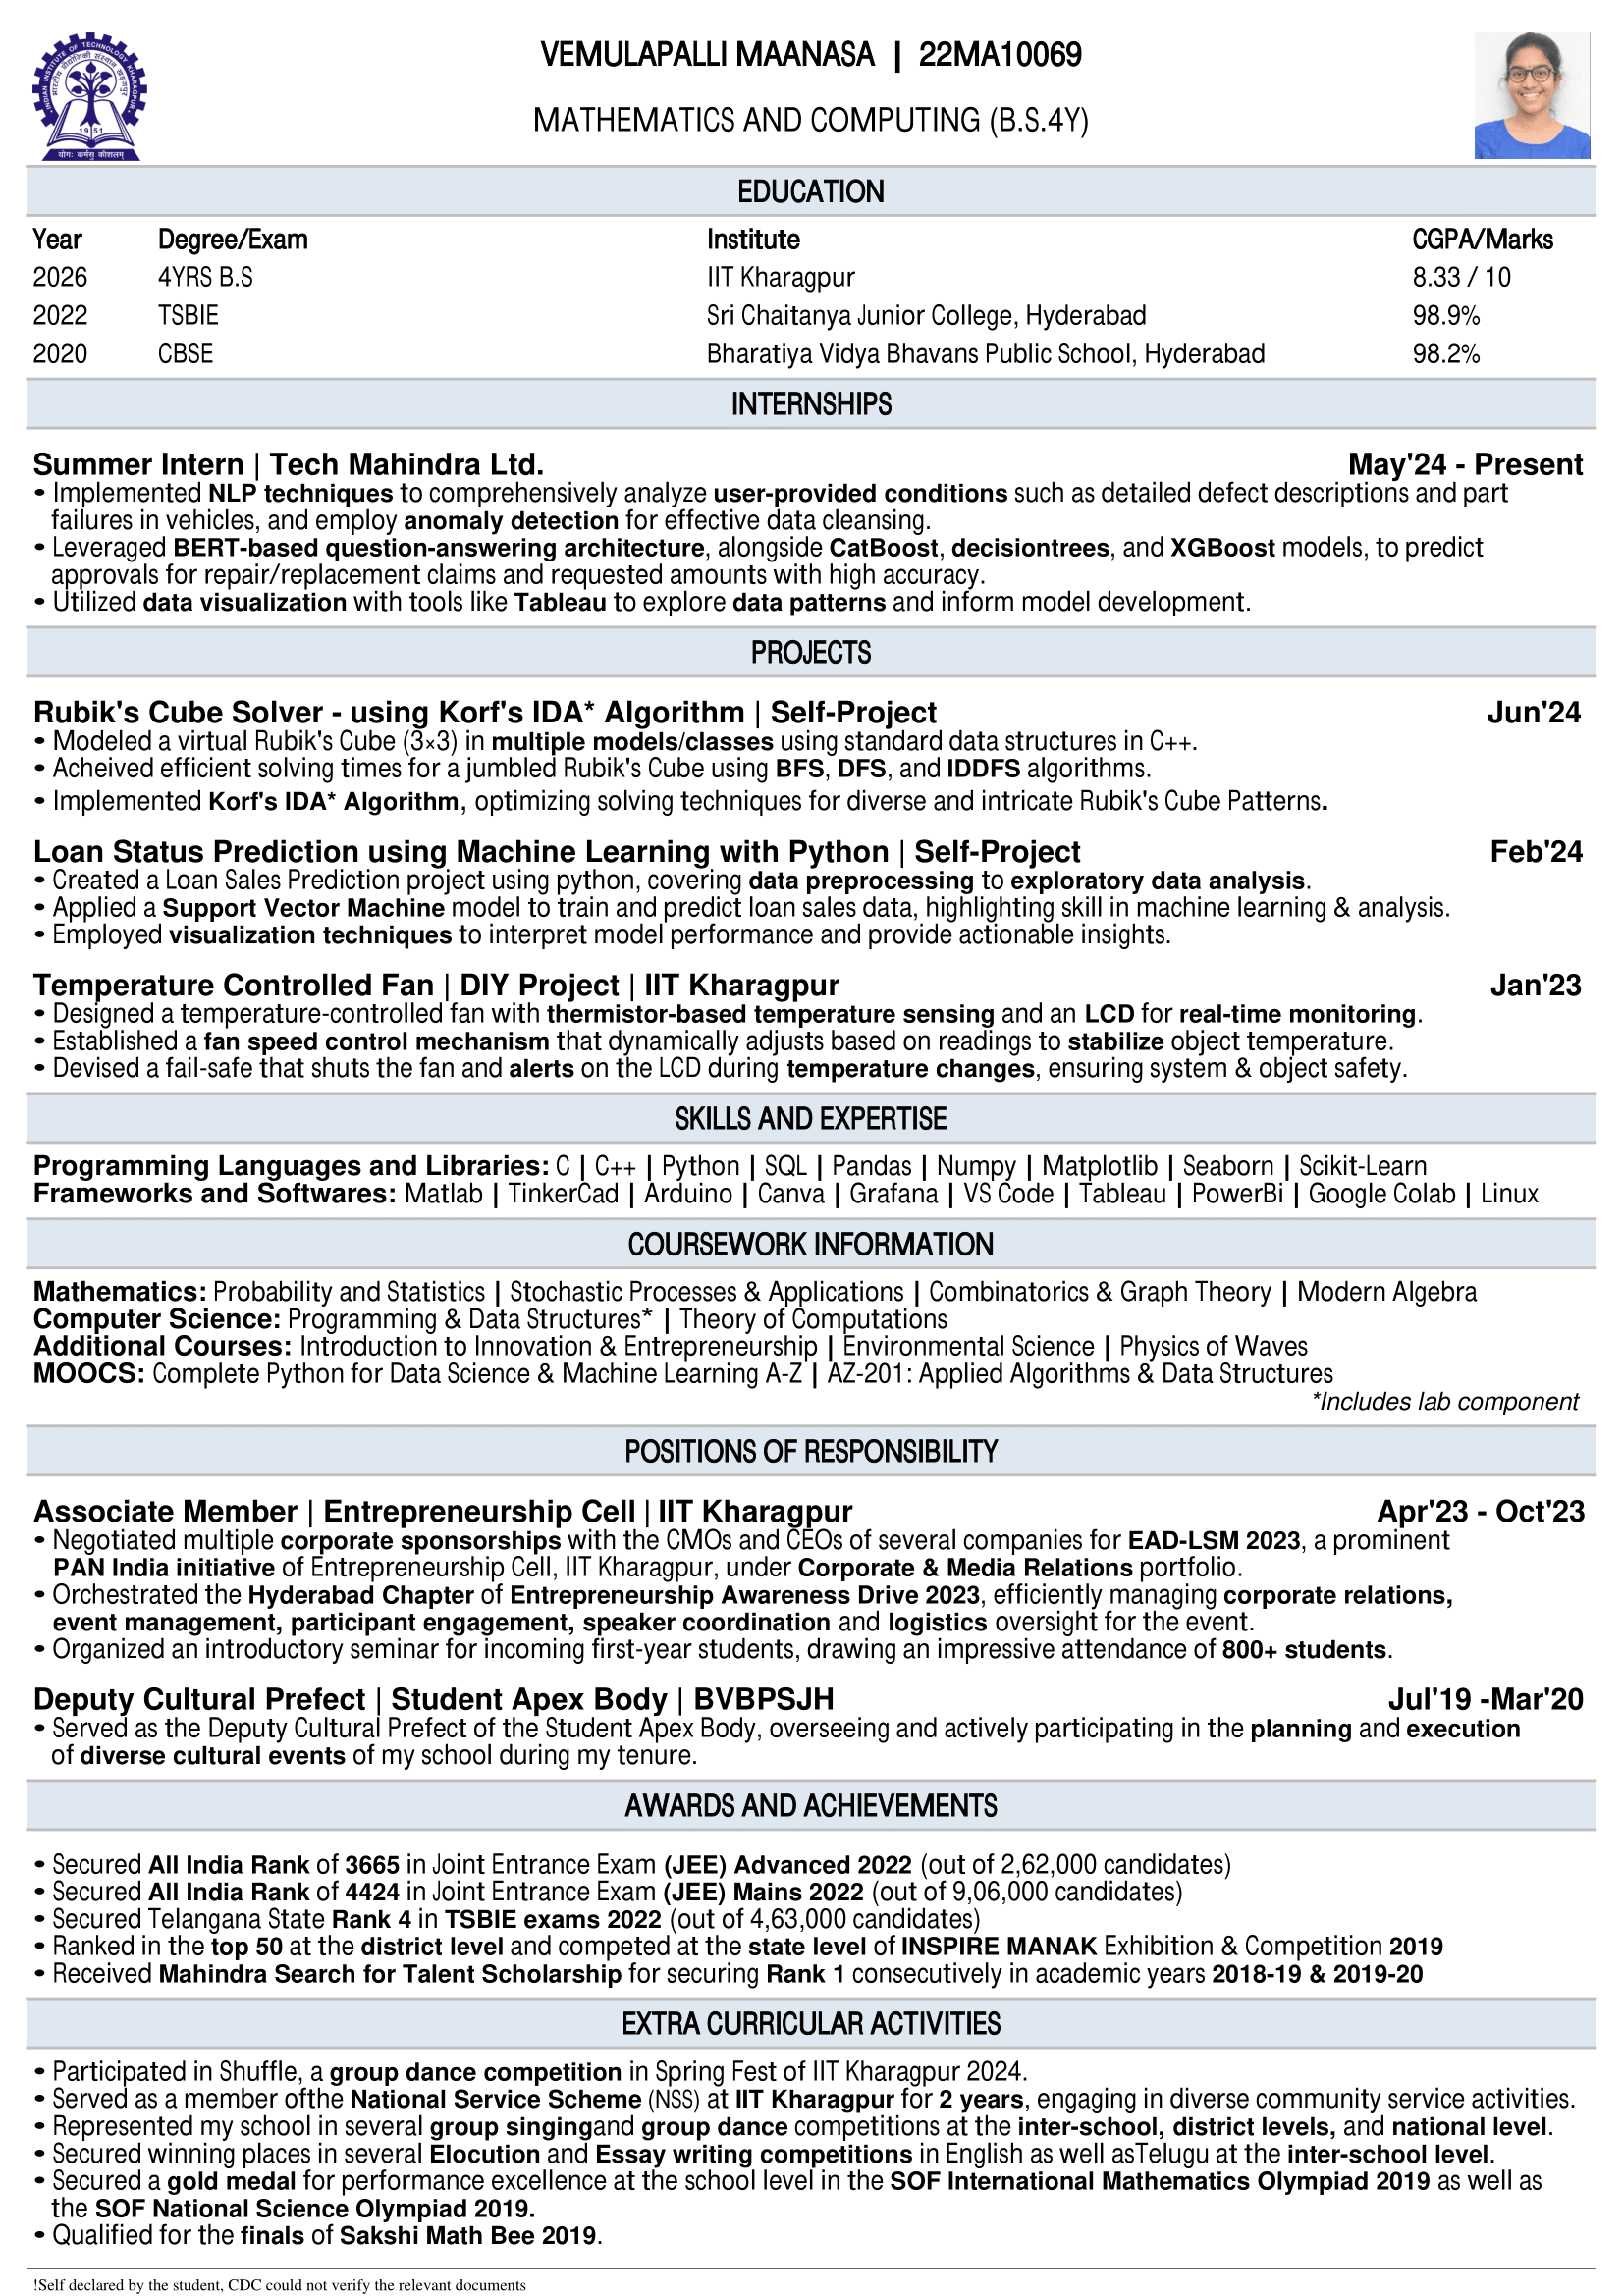 INDIAN INSTITUTE OF TECHNOLOGY KHARAGPUR
भारतीय प्रौद्योगिकी संस्थान खड़गपुर
1951
योगः कर्मसु कौशलम्
VEMULAPALLI MAANASA | 22MA10069
MATHEMATICS AND COMPUTING (B.S.4Y)
EDUCATION
Year Degree/Exam Institute CGPA/Marks
2026 4YRS B.S IIT Kharagpur 8.33 / 10
2022 TSBIE Sri Chaitanya Junior College, Hyderabad 98.9%
2020 CBSE Bharatiya Vidya Bhavans Public School, Hyderabad 98.2%
INTERNSHIPS
Summer Intern | Tech Mahindra Ltd. May'24 - Present
• Implemented NLP techniques to comprehensively analyze user-provided conditions such as detailed defect descriptions and part
failures in vehicles, and employ anomaly detection for effective data cleansing.
• Leveraged BERT-based question-answering architecture, alongside CatBoost, decisiontrees, and XGBoost models, to predict
approvals for repair/replacement claims and requested amounts with high accuracy.
• Utilized data visualization with tools like Tableau to explore data patterns and inform model development.
PROJECTS
Rubik's Cube Solver - using Korf's IDA* Algorithm | Self-Project Jun'24
• Modeled a virtual Rubik's Cube (3×3) in multiple models/classes using standard data structures in C++.
• Acheived efficient solving times for a jumbled Rubik's Cube using BFS, DFS, and IDDFS algorithms.
• Implemented Korf's IDA* Algorithm, optimizing solving techniques for diverse and intricate Rubik's Cube Patterns.
Loan Status Prediction using Machine Learning with Python | Self-Project Feb'24
• Created a Loan Sales Prediction project using python, covering data preprocessing to exploratory data analysis.
• Applied a Support Vector Machine model to train and predict loan sales data, highlighting skill in machine learning & analysis.
• Employed visualization techniques to interpret model performance and provide actionable insights.
Temperature Controlled Fan | DIY Project | IIT Kharagpur Jan'23
• Designed a temperature-controlled fan with thermistor-based temperature sensing and an LCD for real-time monitoring.
• Established a fan speed control mechanism that dynamically adjusts based on readings to stabilize object temperature.
• Devised a fail-safe that shuts the fan and alerts on the LCD during temperature changes, ensuring system & object safety.
SKILLS AND EXPERTISE
Programming Languages and Libraries: C | C++ | Python | SQL | Pandas | Numpy | Matplotlib | Seaborn | Scikit-Learn
Frameworks and Softwares: Matlab | TinkerCad | Arduino | Canva | Grafana | VS Code | Tableau | PowerBi | Google Colab | Linux
COURSEWORK INFORMATION
Mathematics: Probability and Statistics | Stochastic Processes & Applications | Combinatorics & Graph Theory | Modern Algebra
Computer Science: Programming & Data Structures* | Theory of Computations
Additional Courses: Introduction to Innovation & Entrepreneurship | Environmental Science | Physics of Waves
MOOCS: Complete Python for Data Science & Machine Learning A-Z | AZ-201: Applied Algorithms & Data Structures
*Includes lab component
POSITIONS OF RESPONSIBILITY
Associate Member | Entrepreneurship Cell | IIT Kharagpur Apr'23 - Oct'23
• Negotiated multiple corporate sponsorships with the CMOs and CEOs of several companies for EAD-LSM 2023, a prominent
PAN India initiative of Entrepreneurship Cell, IIT Kharagpur, under Corporate & Media Relations portfolio.
• Orchestrated the Hyderabad Chapter of Entrepreneurship Awareness Drive 2023, efficiently managing corporate relations,
event management, participant engagement, speaker coordination and logistics oversight for the event.
• Organized an introductory seminar for incoming first-year students, drawing an impressive attendance of 800+ students.
Deputy Cultural Prefect | Student Apex Body | BVBPSJH Jul'19 -Mar'20
• Served as the Deputy Cultural Prefect of the Student Apex Body, overseeing and actively participating in the planning and execution
of diverse cultural events of my school during my tenure.
AWARDS AND ACHIEVEMENTS
• Secured All India Rank of 3665 in Joint Entrance Exam (JEE) Advanced 2022 (out of 2,62,000 candidates)
• Secured All India Rank of 4424 in Joint Entrance Exam (JEE) Mains 2022 (out of 9,06,000 candidates)
• Secured Telangana State Rank 4 in TSBIE exams 2022 (out of 4,63,000 candidates)
• Ranked in the top 50 at the district level and competed at the state level of INSPIRE MANAK Exhibition & Competition 2019
• Received Mahindra Search for Talent Scholarship for securing Rank 1 consecutively in academic years 2018-19 & 2019-20
EXTRA CURRICULAR ACTIVITIES
• Participated in Shuffle, a group dance competition in Spring Fest of IIT Kharagpur 2024.
• Served as a member ofthe National Service Scheme (NSS) at IIT Kharagpur for 2 years, engaging in diverse community service activities.
• Represented my school in several group singingand group dance competitions at the inter-school, district levels, and national level.
• Secured winning places in several Elocution and Essay writing competitions in English as well asTelugu at the inter-school level.
• Secured a gold medal for performance excellence at the school level in the SOF International Mathematics Olympiad 2019 as well as
the SOF National Science Olympiad 2019.
• Qualified for the finals of Sakshi Math Bee 2019.
!Self declared by the student, CDC could not verify the relevant documents